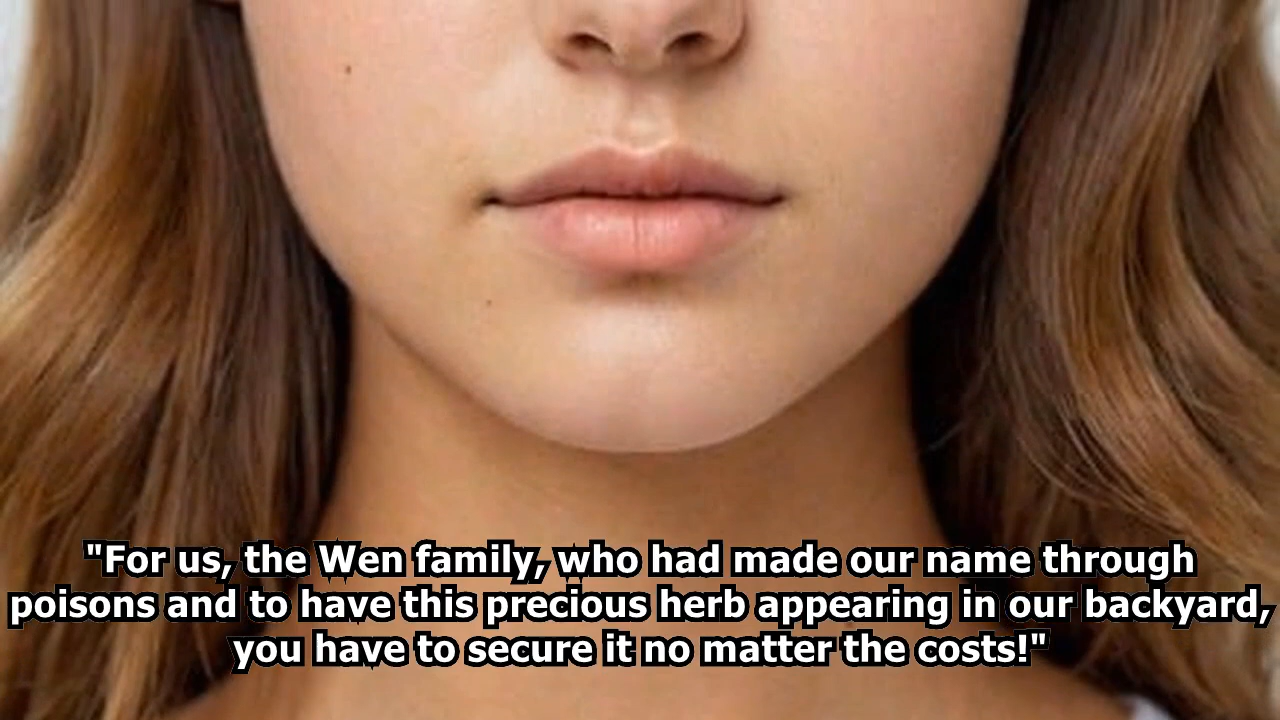 "For us, the Wen family, who had made our name through
poisons and to have this precious herb appearing in our backyard,
you have to secure it no matter the costs!"